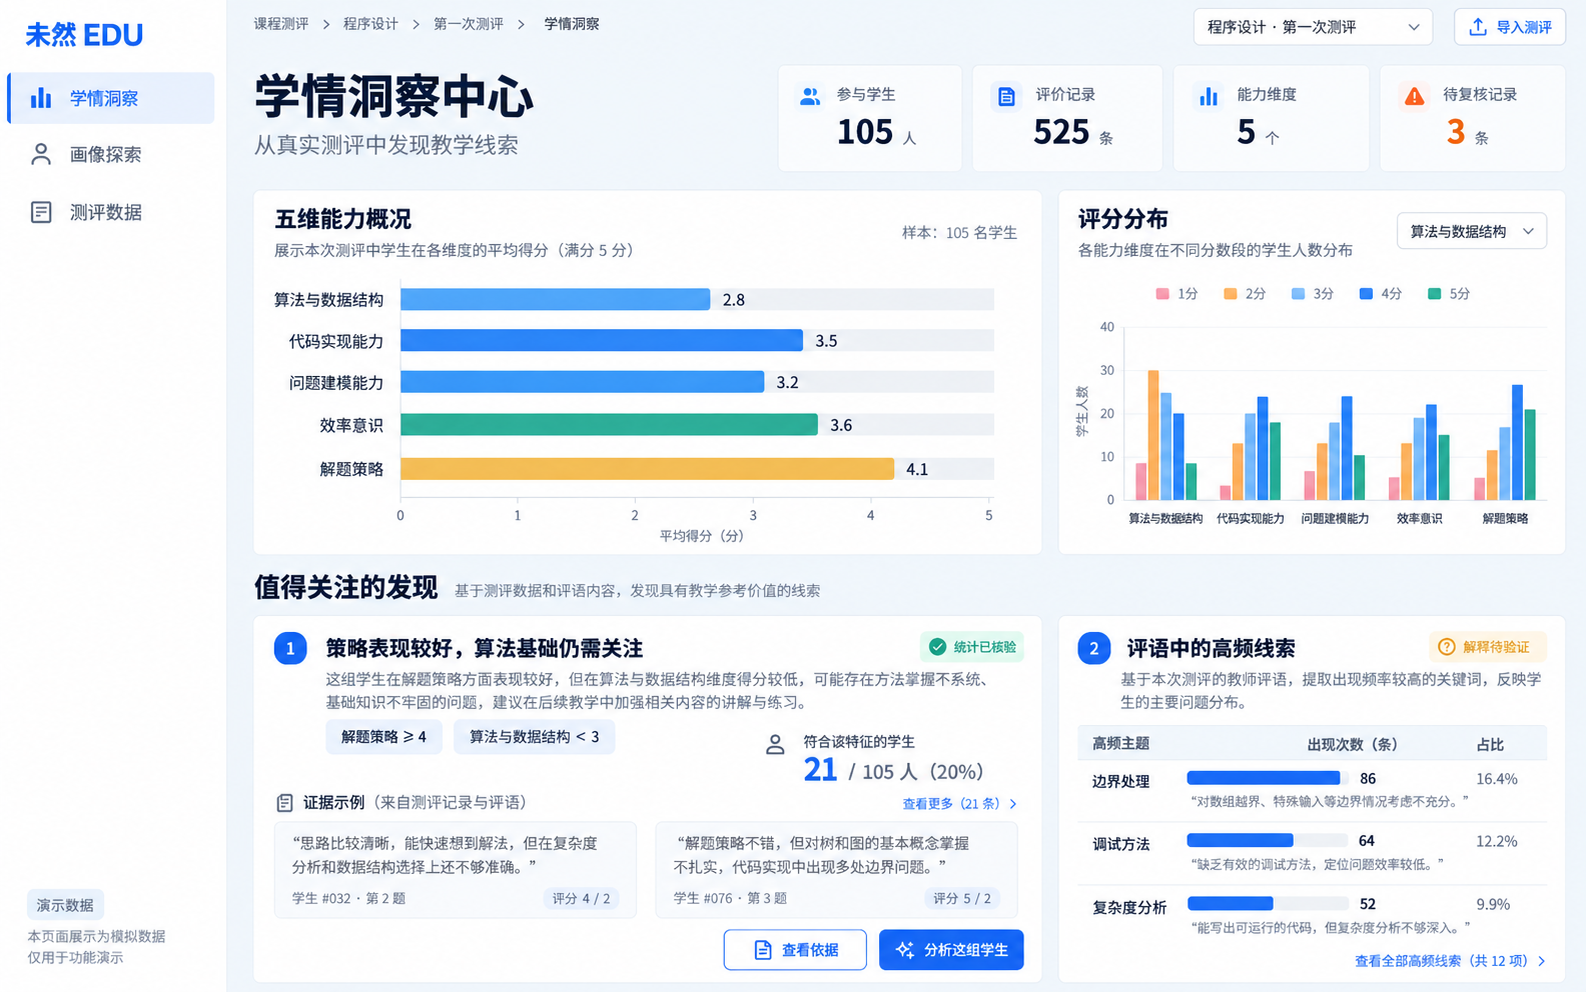 未然 EDU
学情洞察
画像探索
测评数据
演示数据
本页面展示为模拟数据
仅用于功能演示
课程测评 > 程序设计 > 第一次测评 > 学情洞察
程序设计 · 第一次测评
导入测评
学情洞察中心
从真实测评中发现教学线索
参与学生
105 人
评价记录
525 条
能力维度
5 个
待复核记录
3 条
五维能力概况
展示本次测评中学生在各维度的平均得分（满分 5 分）
样本：105 名学生
算法与数据结构 2.8
代码实现能力 3.5
问题建模能力 3.2
效率意识 3.6
解题策略 4.1
0 1 2 3 4 5
平均得分（分）
评分分布
各能力维度在不同分数段的学生人数分布
算法与数据结构
1分 2分 3分 4分 5分
学生人数
40
30
20
10
0
算法与数据结构 代码实现能力 问题建模能力 效率意识 解题策略
值得关注的发现
基于测评数据和评语内容，发现具有教学参考价值的线索
1 策略表现较好，算法基础仍需关注
统计已核验
这组学生在解题策略方面表现较好，但在算法与数据结构维度得分较低，可能存在方法掌握不系统、
基础知识不牢固的问题，建议在后续教学中加强相关内容的讲解与练习。
解题策略 ≥ 4
算法与数据结构 < 3
符合该特征的学生
21 / 105 人（20%）
证据示例（来自测评记录与评语）
查看更多（21 条）>
“思路比较清晰，能快速想到解法，但在复杂度
分析和数据结构选择上还不够准确。”
学生 #032 · 第 2 题
评分 4 / 2
“解题策略不错，但对树和图的基本概念掌握
不扎实，代码实现中出现多处边界问题。”
学生 #076 · 第 3 题
评分 5 / 2
查看依据
分析这组学生
2 评语中的高频线索
解释待验证
基于本次测评的教师评语，提取出现频率较高的关键词，反映学
生的主要问题分布。
高频主题 出现次数（条） 占比
边界处理 86 16.4%
“对数组越界、特殊输入等边界情况考虑不充分。”
调试方法 64 12.2%
“缺乏有效的调试方法，定位问题效率较低。”
复杂度分析 52 9.9%
“能写出可运行的代码，但复杂度分析不够深入。”
查看全部高频线索（共 12 项）>